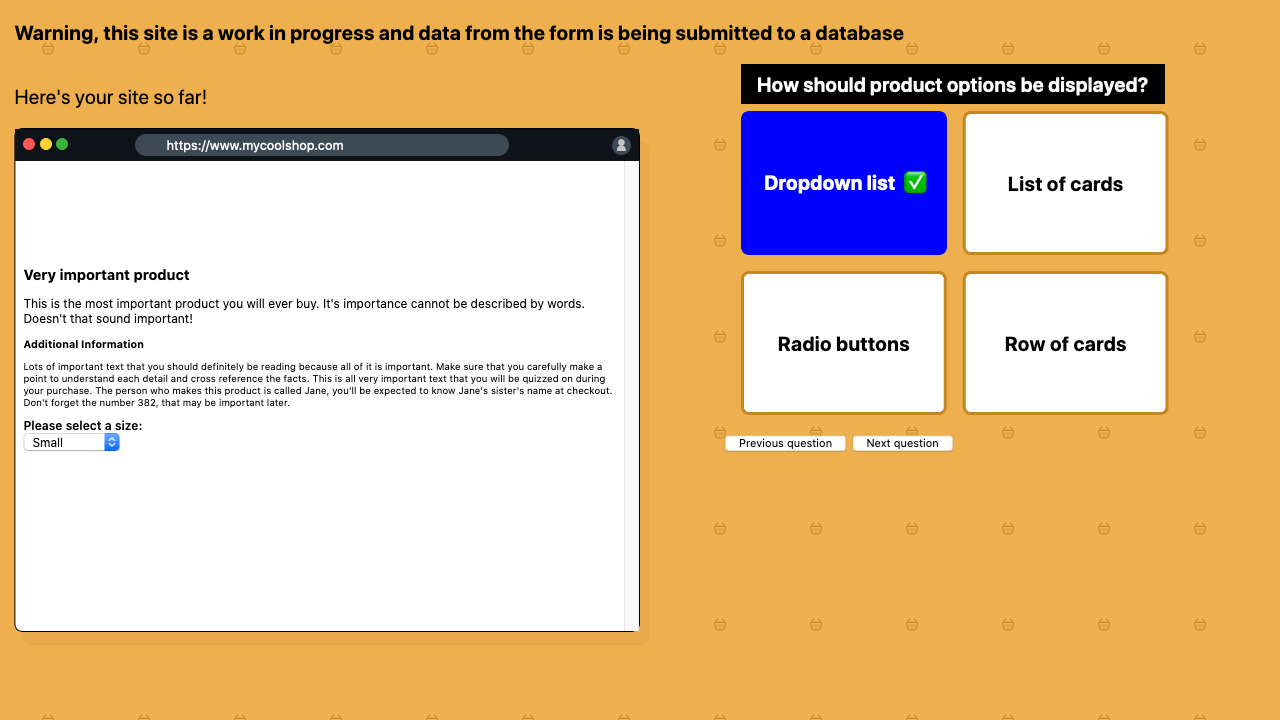 Warning, this site is a work in progress and data from the form is being submitted to a database
Here's your site so far!
https://www.mycoolshop.com
Very important product
This is the most important product you will ever buy. It's importance cannot be described by words.
Doesn't that sound important!
Additional Information
Lots of important text that you should definitely be reading because all of it is important. Make sure that you carefully make a
point to understand each detail and cross reference the facts. This is all very important text that you will be quizzed on during
your purchase. The person who makes this product is called Jane, you'll be expected to know Jane's sister's name at checkout.
Don't forget the number 382, that may be important later.
Please select a size:
Small
How should product options be displayed?
Dropdown list ✅
List of cards
Radio buttons
Row of cards
Previous question
Next question